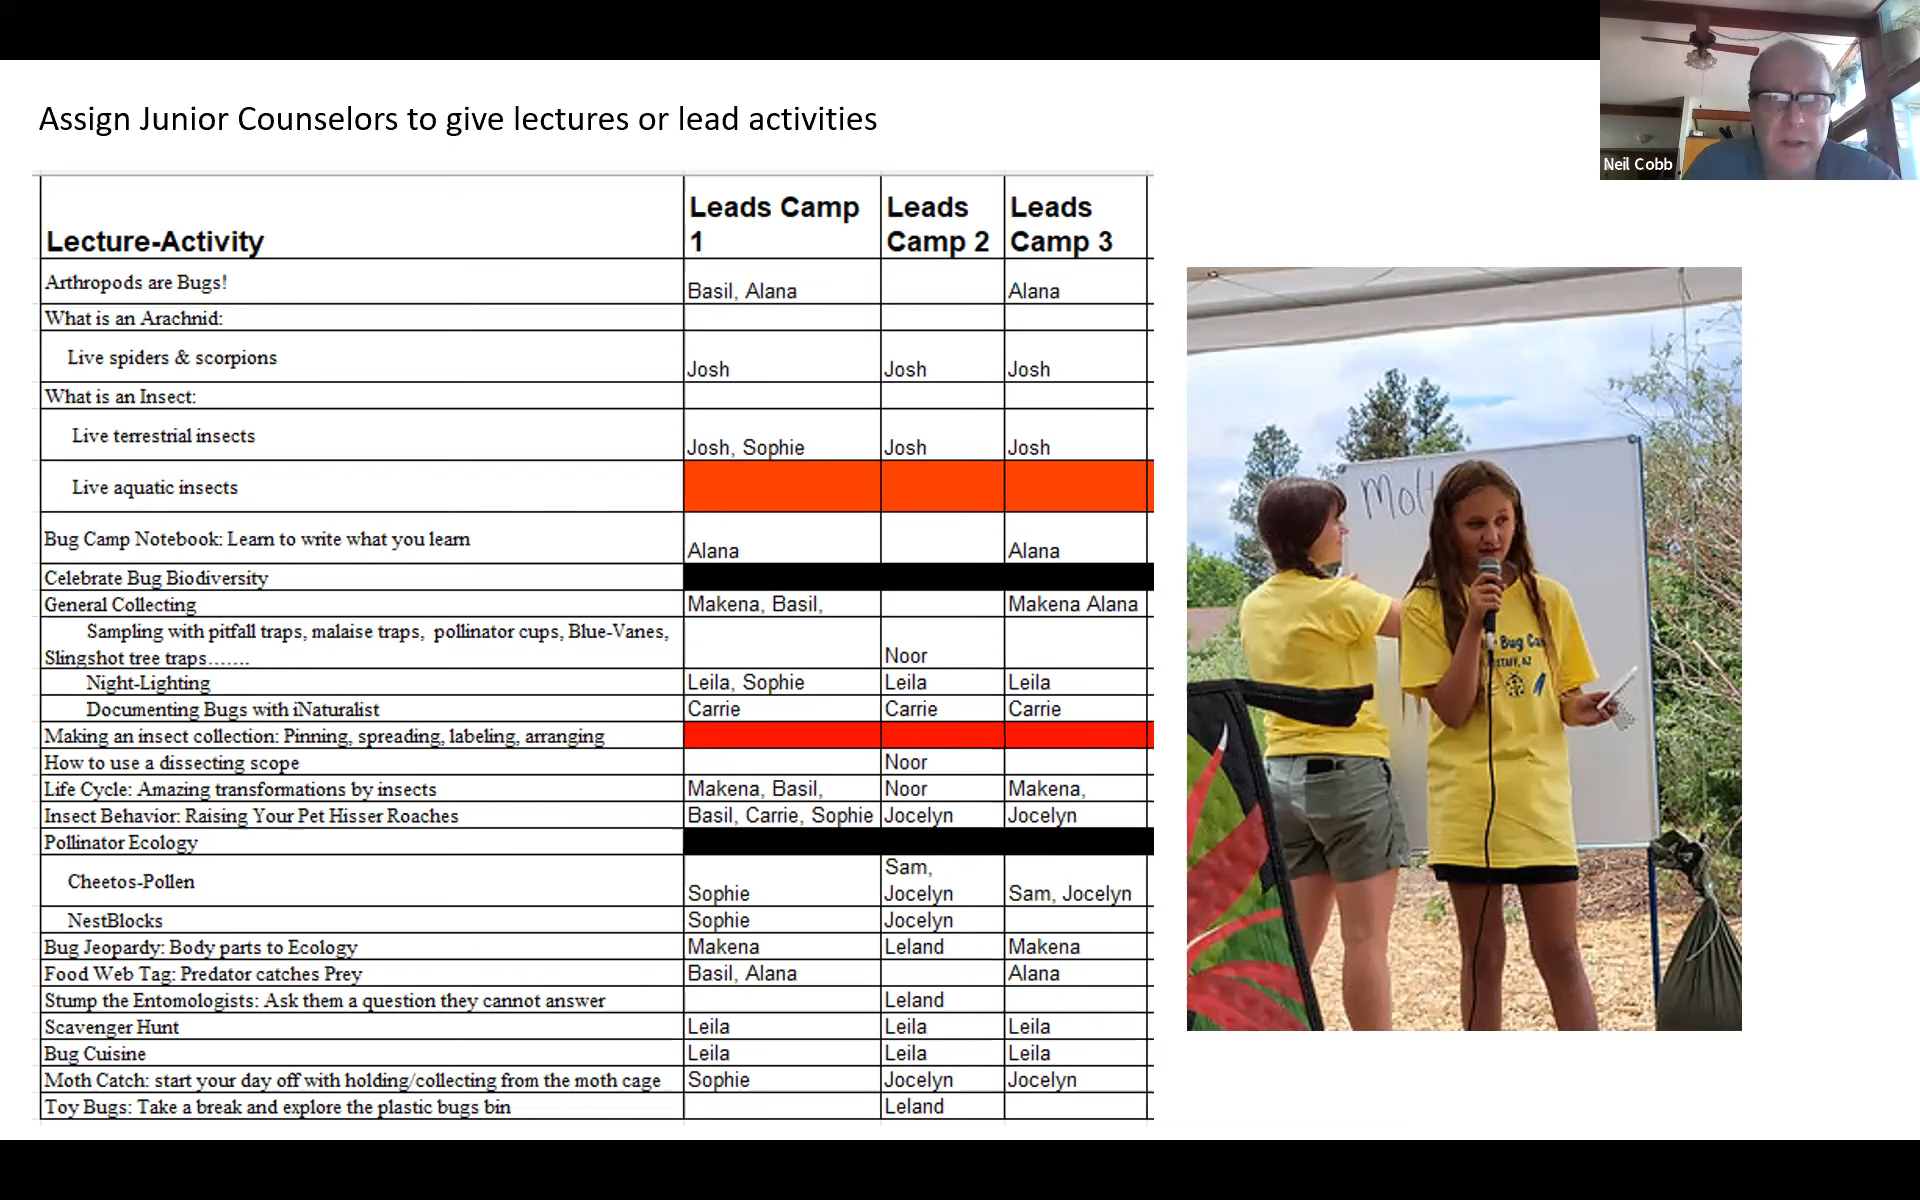 Assign Junior Counselors to give lectures or lead activities
Neil Cobb
Lecture-Activity Leads Camp 1 Leads Camp 2 Leads Camp 3
Arthropods are Bugs! Basil, Alana Alana
What is an Arachnid:
Live spiders & scorpions Josh Josh Josh
What is an Insect:
Live terrestrial insects Josh, Sophie Josh Josh
Live aquatic insects
Bug Camp Notebook: Learn to write what you learn Alana Alana
Celebrate Bug Biodiversity
General Collecting Makena, Basil, Makena Alana
Sampling with pitfall traps, malaise traps, pollinator cups, Blue-Vanes,
Slingshot tree traps....... Noor
Night-Lighting Leila, Sophie Leila Leila
Documenting Bugs with iNaturalist Carrie Carrie Carrie
Making an insect collection: Pinning, spreading, labeling, arranging
How to use a dissecting scope Noor
Life Cycle: Amazing transformations by insects Makena, Basil, Noor Makena,
Insect Behavior: Raising Your Pet Hisser Roaches Basil, Carrie, Sophie Jocelyn Jocelyn
Pollinator Ecology
Cheetos-Pollen Sophie Sam, Jocelyn Sam, Jocelyn
NestBlocks Sophie Jocelyn
Bug Jeopardy: Body parts to Ecology Makena Leland Makena
Food Web Tag: Predator catches Prey Basil, Alana Alana
Stump the Entomologists: Ask them a question they cannot answer Leland
Scavenger Hunt Leila Leila Leila
Bug Cuisine Leila Leila Leila
Moth Catch: start your day off with holding/collecting from the moth cage Sophie Jocelyn Jocelyn
Toy Bugs: Take a break and explore the plastic bugs bin Leland
Bug